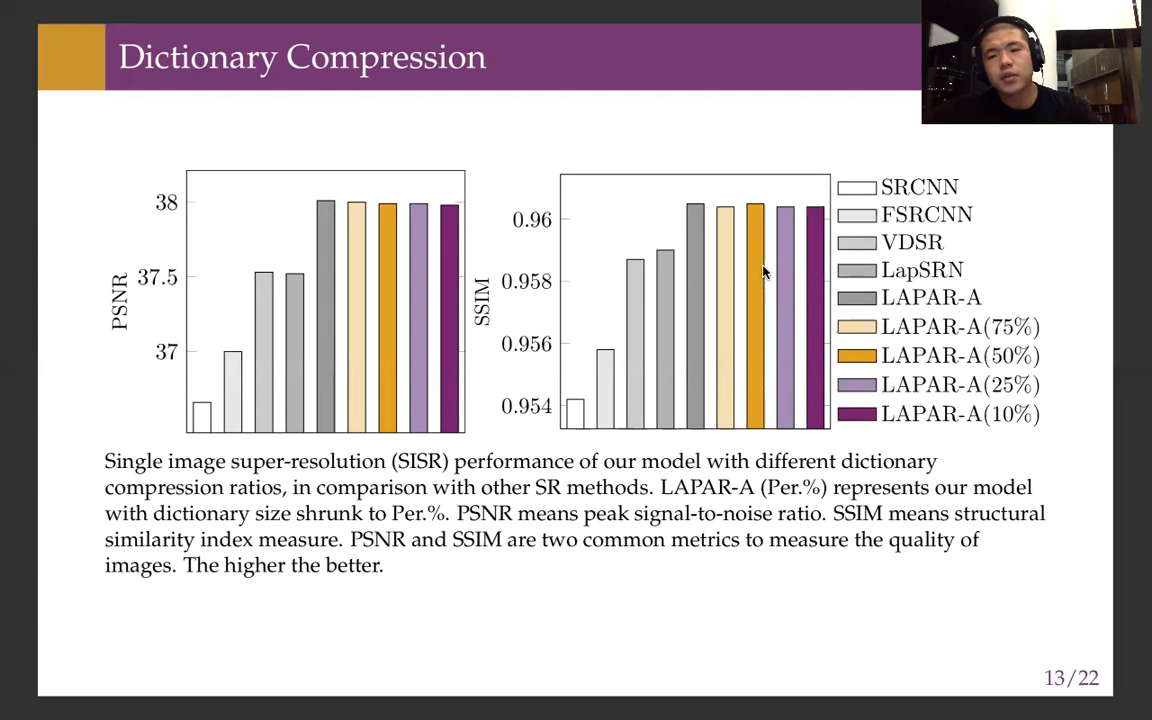 Dictionary Compression
PSNR
38
37.5
37
SSIM
0.96
0.958
0.956
0.954
SRCNN
FSRCNN
VDSR
LapSRN
LAPAR-A
LAPAR-A(75%)
LAPAR-A(50%)
LAPAR-A(25%)
LAPAR-A(10%)
Single image super-resolution (SISR) performance of our model with different dictionary
compression ratios, in comparison with other SR methods. LAPAR-A (Per.%) represents our model
with dictionary size shrunk to Per.%. PSNR means peak signal-to-noise ratio. SSIM means structural
similarity index measure. PSNR and SSIM are two common metrics to measure the quality of
images. The higher the better.
13/22